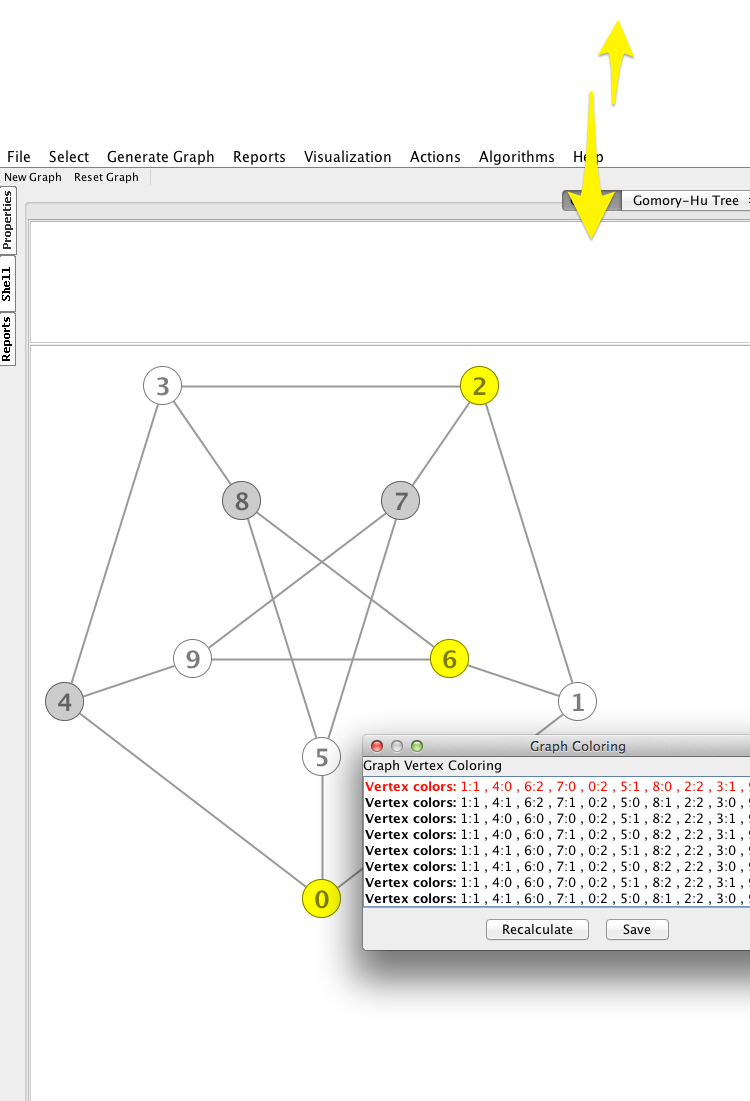 File Select Generate Graph Reports Visualization Actions Algorithms Help
New Graph Reset Graph
Gomory-Hu Tree
Properties
Shell
Reports
3
2
8
7
9
6
4
1
5
0
Graph Coloring
Graph Vertex Coloring
Vertex colors: 1:1 , 4:0 , 6:2 , 7:0 , 0:2 , 5:1 , 8:0 , 2:2 , 3:1 ,
Vertex colors: 1:1 , 4:1 , 6:2 , 7:1 , 0:2 , 5:0 , 8:1 , 2:2 , 3:0 ,
Vertex colors: 1:1 , 4:0 , 6:0 , 7:0 , 0:2 , 5:1 , 8:2 , 2:2 , 3:1 ,
Vertex colors: 1:1 , 4:0 , 6:0 , 7:1 , 0:2 , 5:0 , 8:2 , 2:2 , 3:1 ,
Vertex colors: 1:1 , 4:1 , 6:0 , 7:0 , 0:2 , 5:1 , 8:2 , 2:2 , 3:0 ,
Vertex colors: 1:1 , 4:1 , 6:0 , 7:1 , 0:2 , 5:0 , 8:2 , 2:2 , 3:0 ,
Vertex colors: 1:1 , 4:0 , 6:0 , 7:0 , 0:2 , 5:1 , 8:2 , 2:2 , 3:1 ,
Vertex colors: 1:1 , 4:1 , 6:0 , 7:1 , 0:2 , 5:0 , 8:1 , 2:2 , 3:0 ,
Recalculate Save